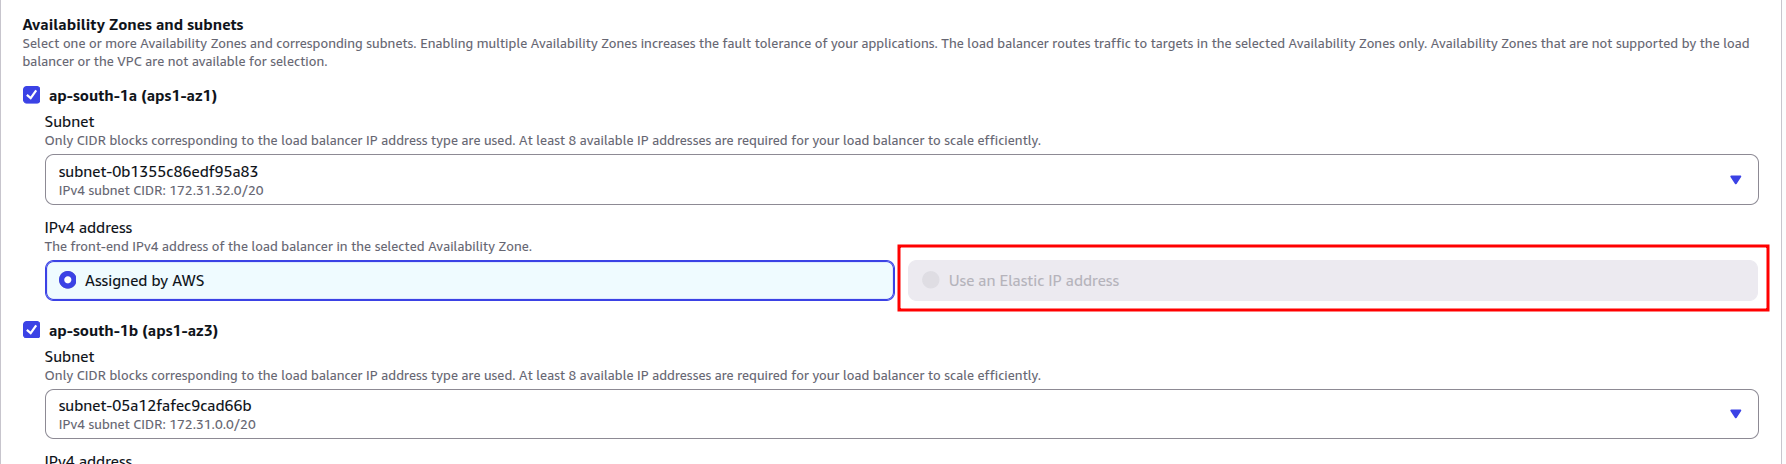 Availability Zones and subnets
Select one or more Availability Zones and corresponding subnets. Enabling multiple Availability Zones increases the fault tolerance of your applications. The load balancer routes traffic to targets in the selected Availability Zones only. Availability Zones that are not supported by the load
balancer or the VPC are not available for selection.
ap-south-1a (aps1-az1)
Subnet
Only CIDR blocks corresponding to the load balancer IP address type are used. At least 8 available IP addresses are required for your load balancer to scale efficiently.
subnet-0b1355c86edf95a83
IPv4 subnet CIDR: 172.31.32.0/20
IPv4 address
The front-end IPv4 address of the load balancer in the selected Availability Zone.
Assigned by AWS
Use an Elastic IP address
ap-south-1b (aps1-az3)
Subnet
Only CIDR blocks corresponding to the load balancer IP address type are used. At least 8 available IP addresses are required for your load balancer to scale efficiently.
subnet-05a12fafec9cad66b
IPv4 subnet CIDR: 172.31.0.0/20
IPv4 address